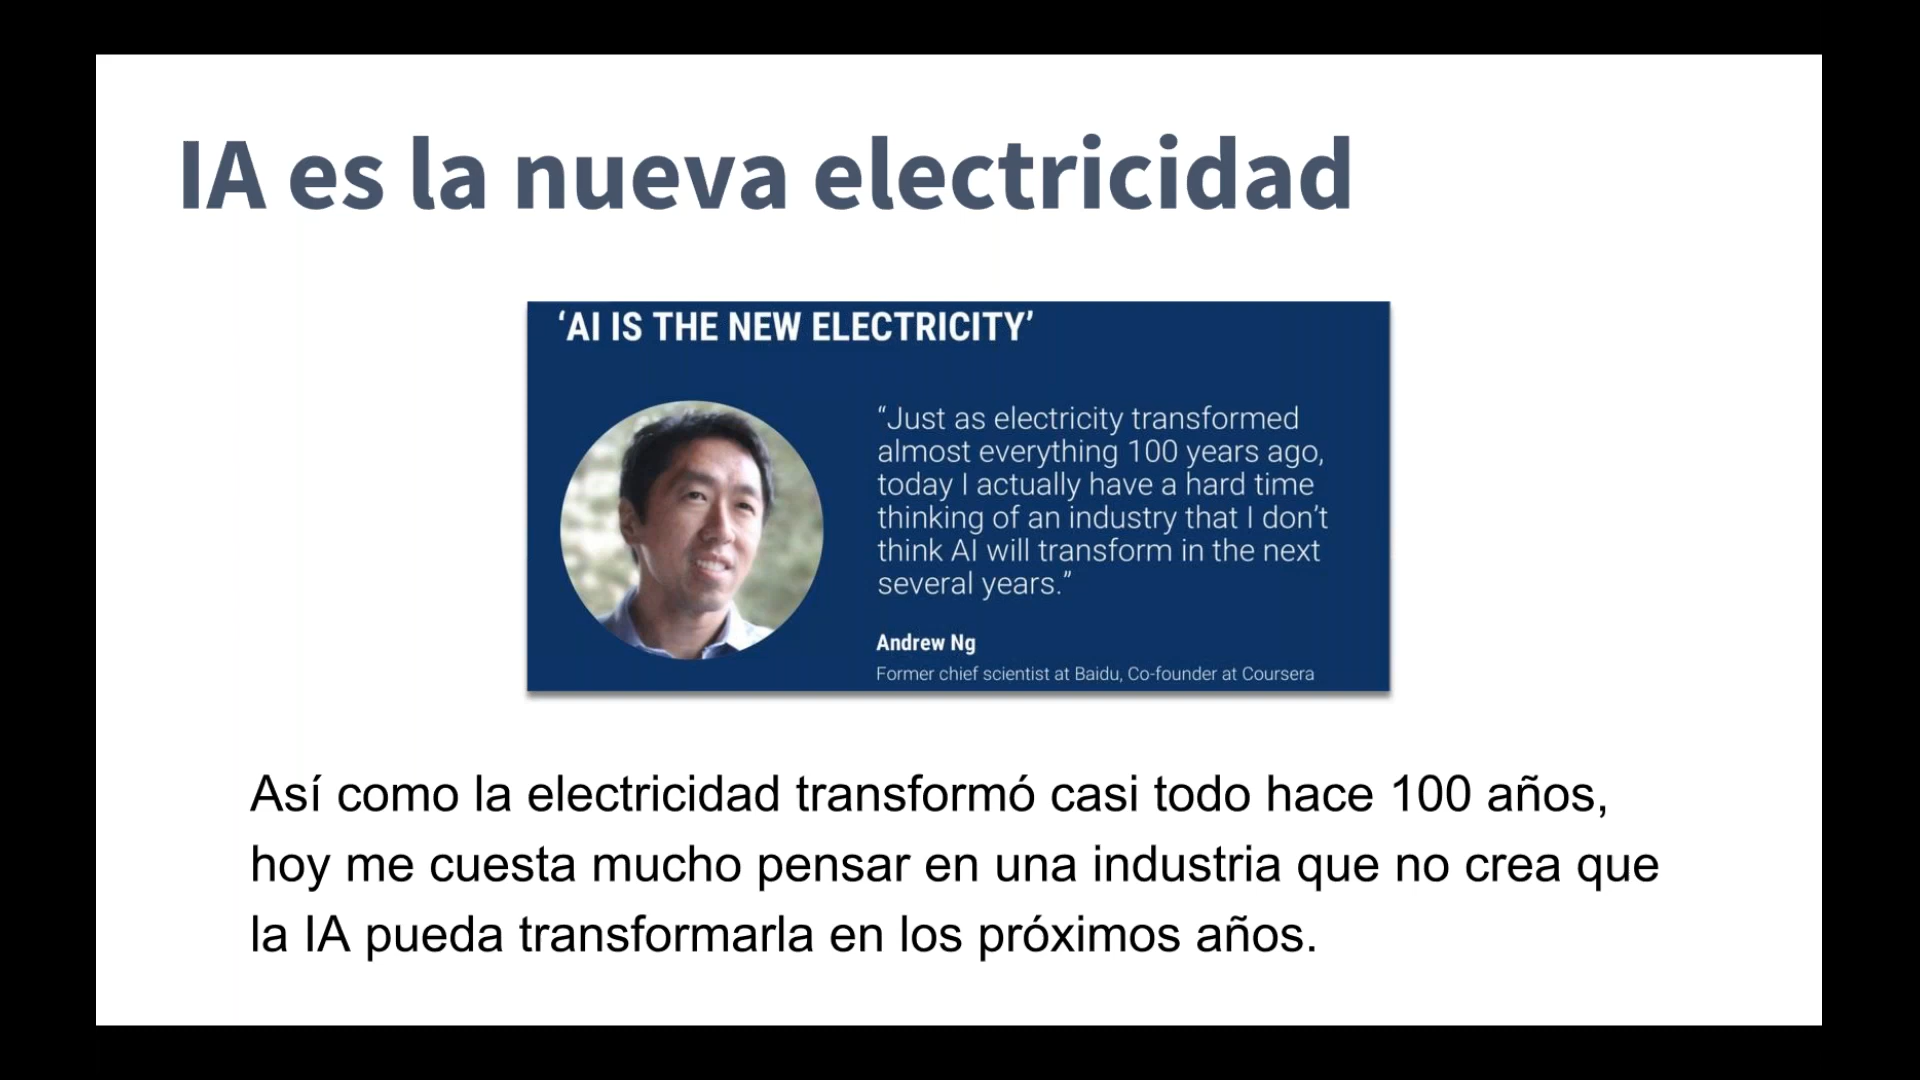 IA es la nueva electricidad
‘AI IS THE NEW ELECTRICITY’
“Just as electricity transformed
almost everything 100 years ago,
today I actually have a hard time
thinking of an industry that I don’t
think AI will transform in the next
several years.”
Andrew Ng
Former chief scientist at Baidu, Co-founder at Coursera
Así como la electricidad transformó casi todo hace 100 años,
hoy me cuesta mucho pensar en una industria que no crea que
la IA pueda transformarla en los próximos años.